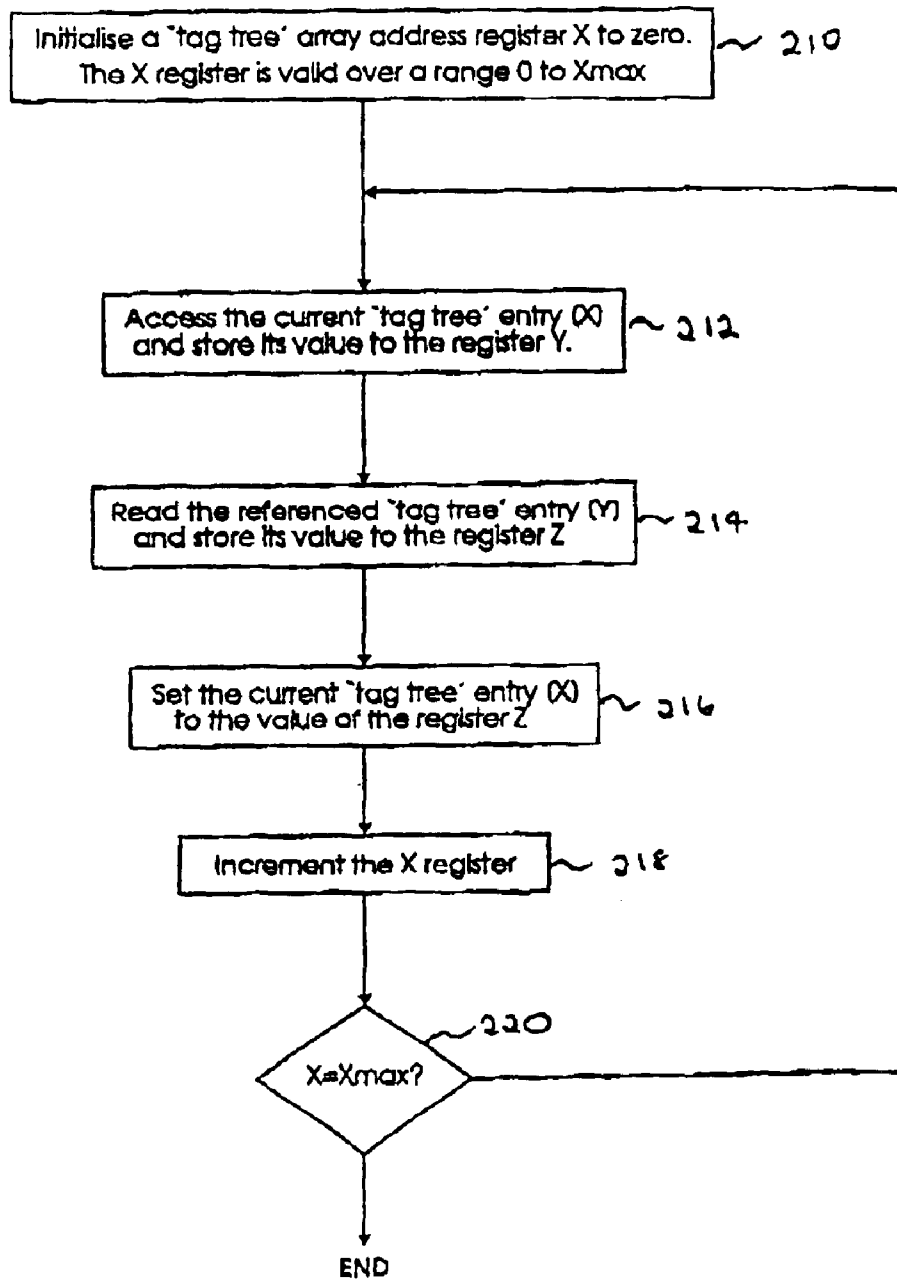 Initialise a "tag tree" array address register X to zero.
The X register is valid over a range 0 to Xmax
210
Access the current "tag tree" entry (X)
and store its value to the register Y.
212
Read the referenced "tag tree" entry (Y)
and store its value to the register Z
214
Set the current "tag tree" entry (X)
to the value of the register Z
216
Increment the X register
218
220
X=Xmax?
END